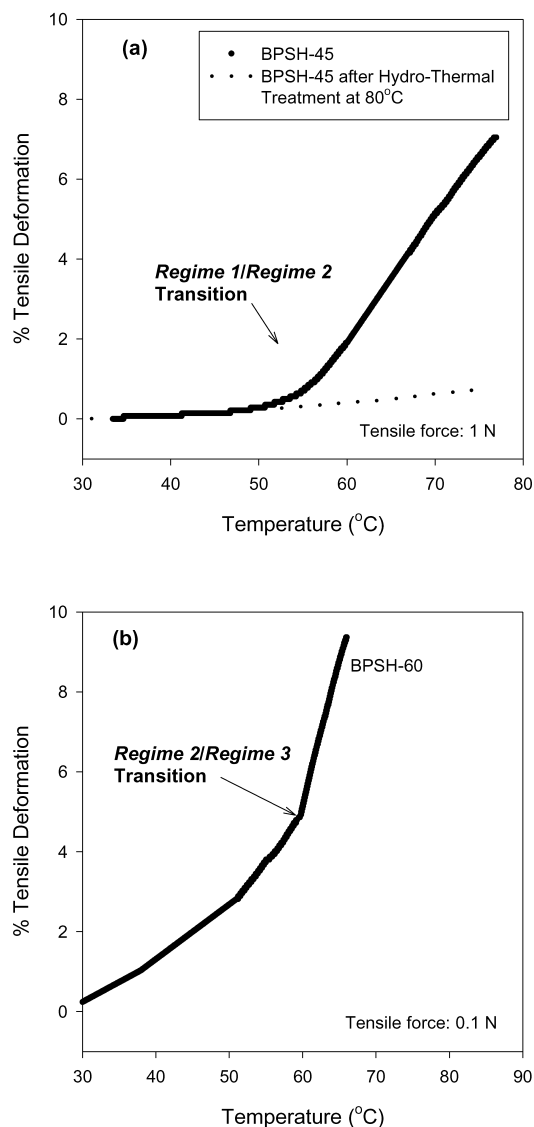 (a)
BPSH-45
BPSH-45 after Hydro-Thermal
Treatment at 80°C
10
8
6
4
2
0
% Tensile Deformation
Regime 1/Regime 2
Transition
Tensile force: 1 N
30 40 50 60 70 80
Temperature (°C)
(b)
BPSH-60
10
8
6
4
2
0
% Tensile Deformation
Regime 2/Regime 3
Transition
Tensile force: 0.1 N
30 40 50 60 70 80 90
Temperature (°C)